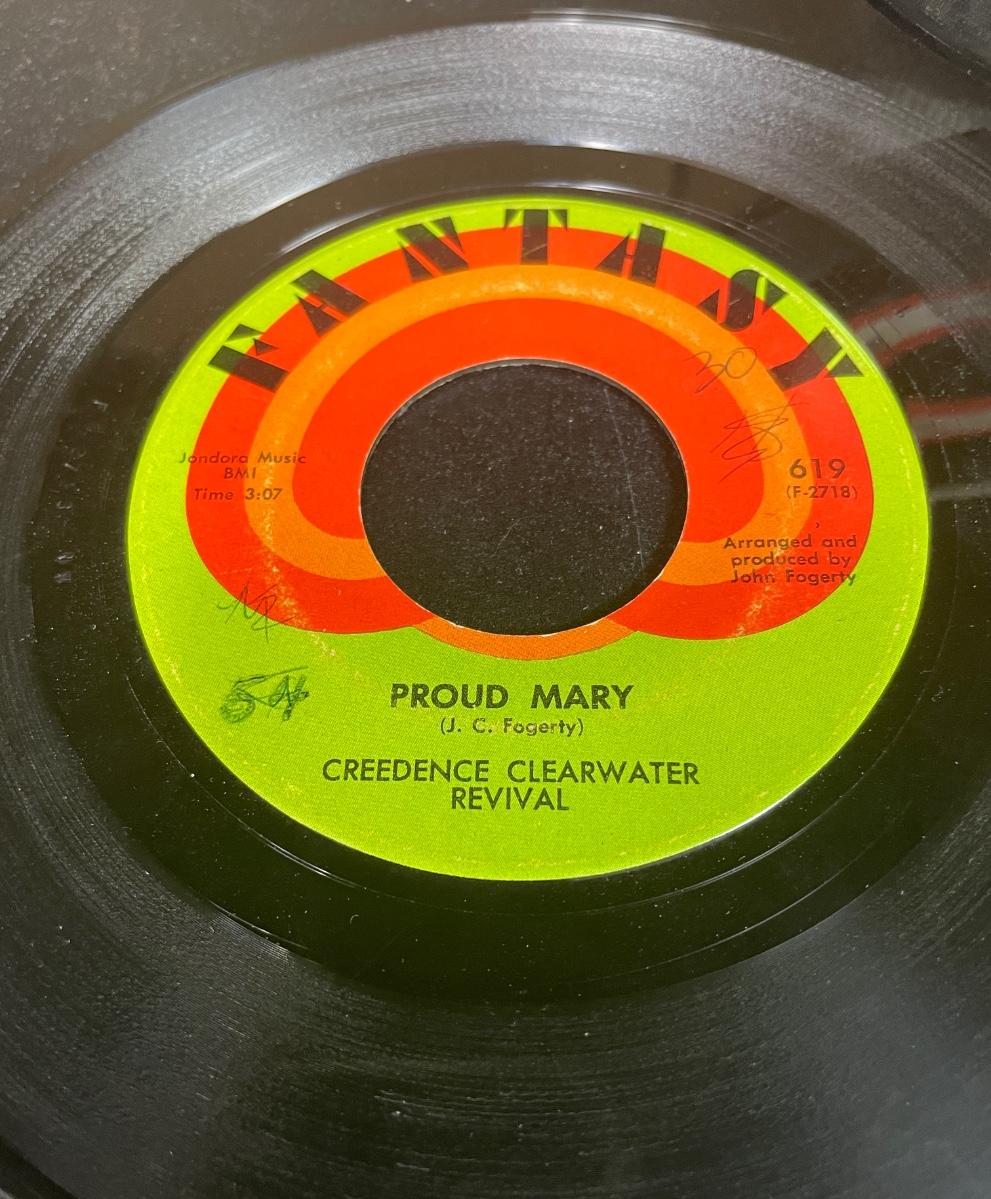 FANTASY
30
Jondora Music
BMI
Time 3:07
619
(F-2718)
Arranged and
produced by
John Fogerty
PROUD MARY
(J. C. Fogerty)
CREEDENCE CLEARWATER
REVIVAL